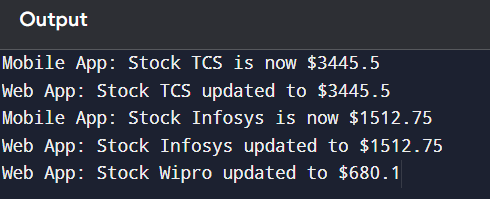 Output
Mobile App: Stock TCS is now $3445.5
Web App: Stock TCS updated to $3445.5
Mobile App: Stock Infosys is now $1512.75
Web App: Stock Infosys updated to $1512.75
Web App: Stock Wipro updated to $680.1